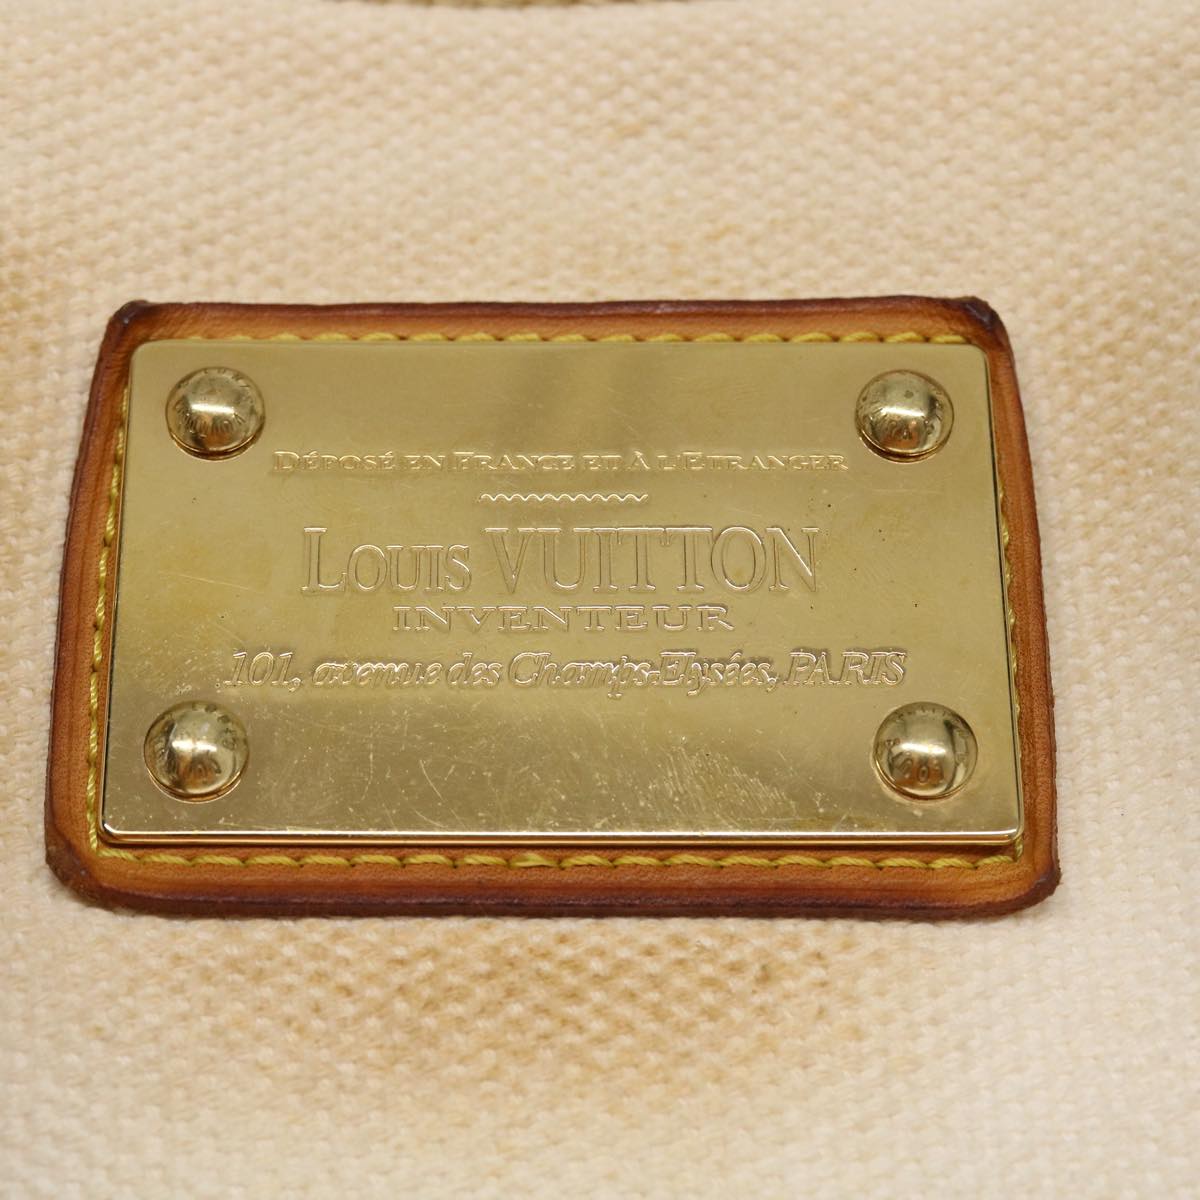 DÉPOSÉ EN FRANCE ET À L'ETRANGER
LOUIS VUITTON
INVENTEUR
101, avenue des Champs-Elysées, PARIS